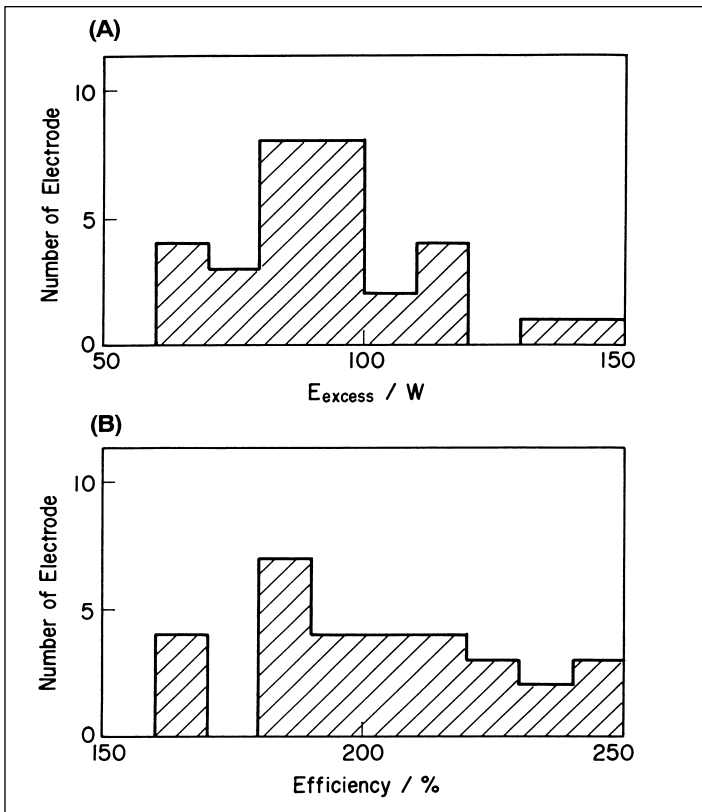 (A)
10
5
0
50 100 150
Number of Electrode
Eexcess / W
(B)
10
5
0
150 200 250
Number of Electrode
Efficiency / %